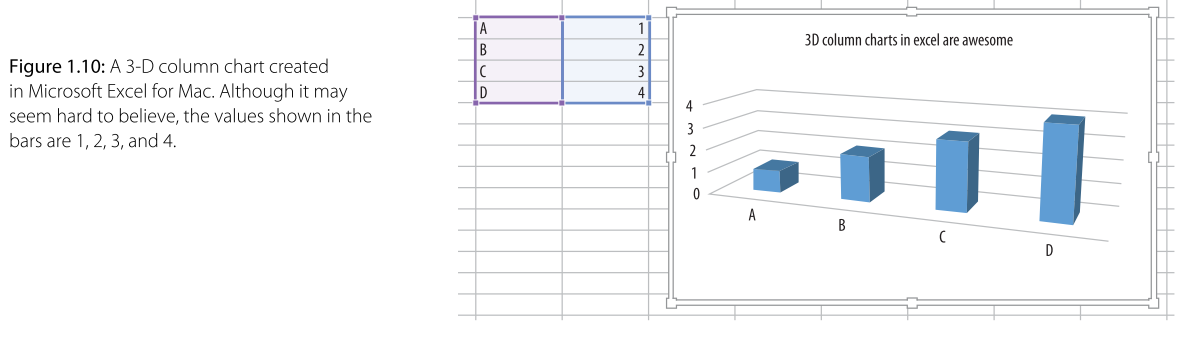 Figure 1.10: A 3-D column chart created
in Microsoft Excel for Mac. Although it may
seem hard to believe, the values shown in the
bars are 1, 2, 3, and 4.
A 1
B 2
C 3
D 4
3D column charts in excel are awesome
4
3
2
1
0
A
B
C
D